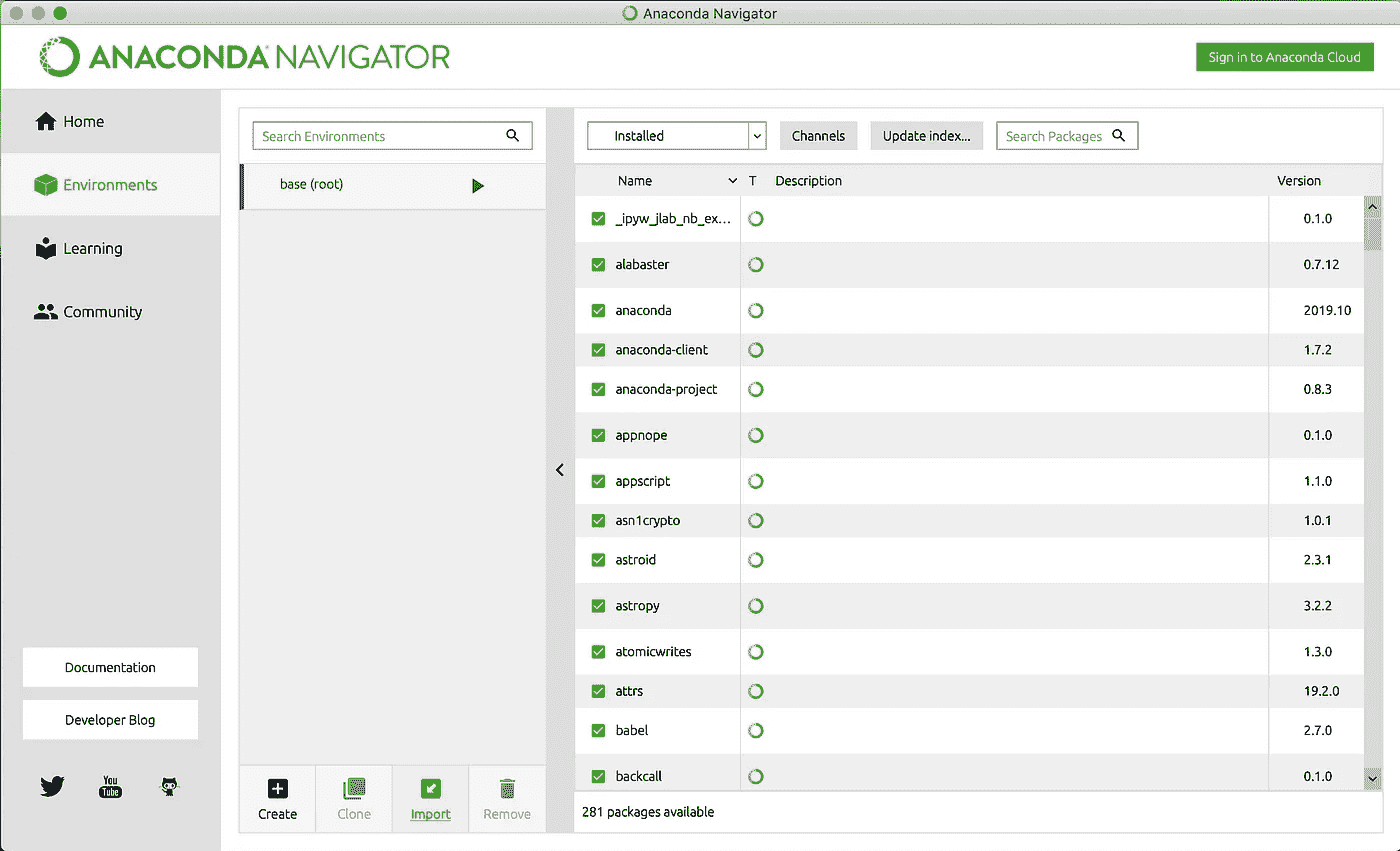 Anaconda Navigator
ANACONDA NAVIGATOR
Sign in to Anaconda Cloud
Home
Environments
Learning
Community
Documentation
Developer Blog
You
Tube
Search Environments
base (root)
Create
Clone
Import
Remove
Installed
Channels
Update index...
Search Packages
Name T Description Version
_ipyw_jlab_nb_ex... 0.1.0
alabaster 0.7.12
anaconda 2019.10
anaconda-client 1.7.2
anaconda-project 0.8.3
appnope 0.1.0
appscript 1.1.0
asn1crypto 1.0.1
astroid 2.3.1
astropy 3.2.2
atomicwrites 1.3.0
attrs 19.2.0
babel 2.7.0
backcall 0.1.0
281 packages available